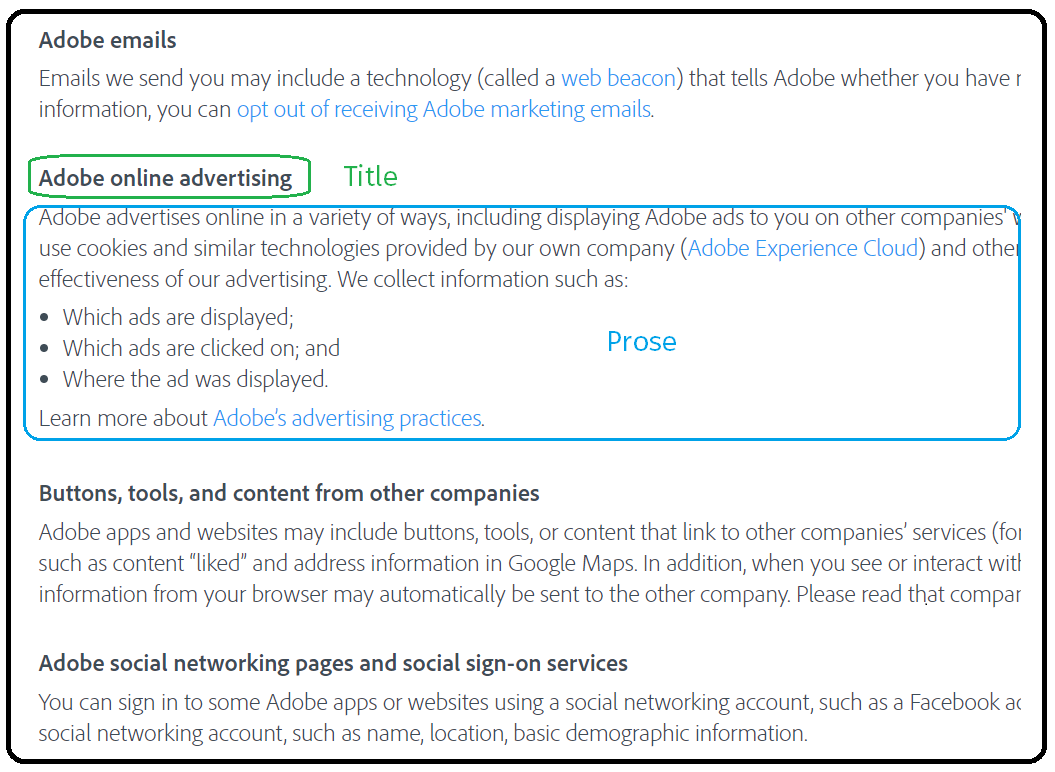 Adobe emails
Emails we send you may include a technology (called a web beacon) that tells Adobe whether you have
information, you can opt out of receiving Adobe marketing emails.
Adobe online advertising
Title
Adobe advertises online in a variety of ways, including displaying Adobe ads to you on other companies'
use cookies and similar technologies provided by our own company (Adobe Experience Cloud) and other
effectiveness of our advertising. We collect information such as:
• Which ads are displayed;
• Which ads are clicked on; and
• Where the ad was displayed.
Prose
Learn more about Adobe's advertising practices.
Buttons, tools, and content from other companies
Adobe apps and websites may include buttons, tools, or content that link to other companies' services (for
such as content “liked” and address information in Google Maps. In addition, when you see or interact with
information from your browser may automatically be sent to the other company. Please read that
Adobe social networking pages and social sign-on services
You can sign in to some Adobe apps or websites using a social networking account, such as a Facebook
social networking account, such as name, location, basic demographic information.